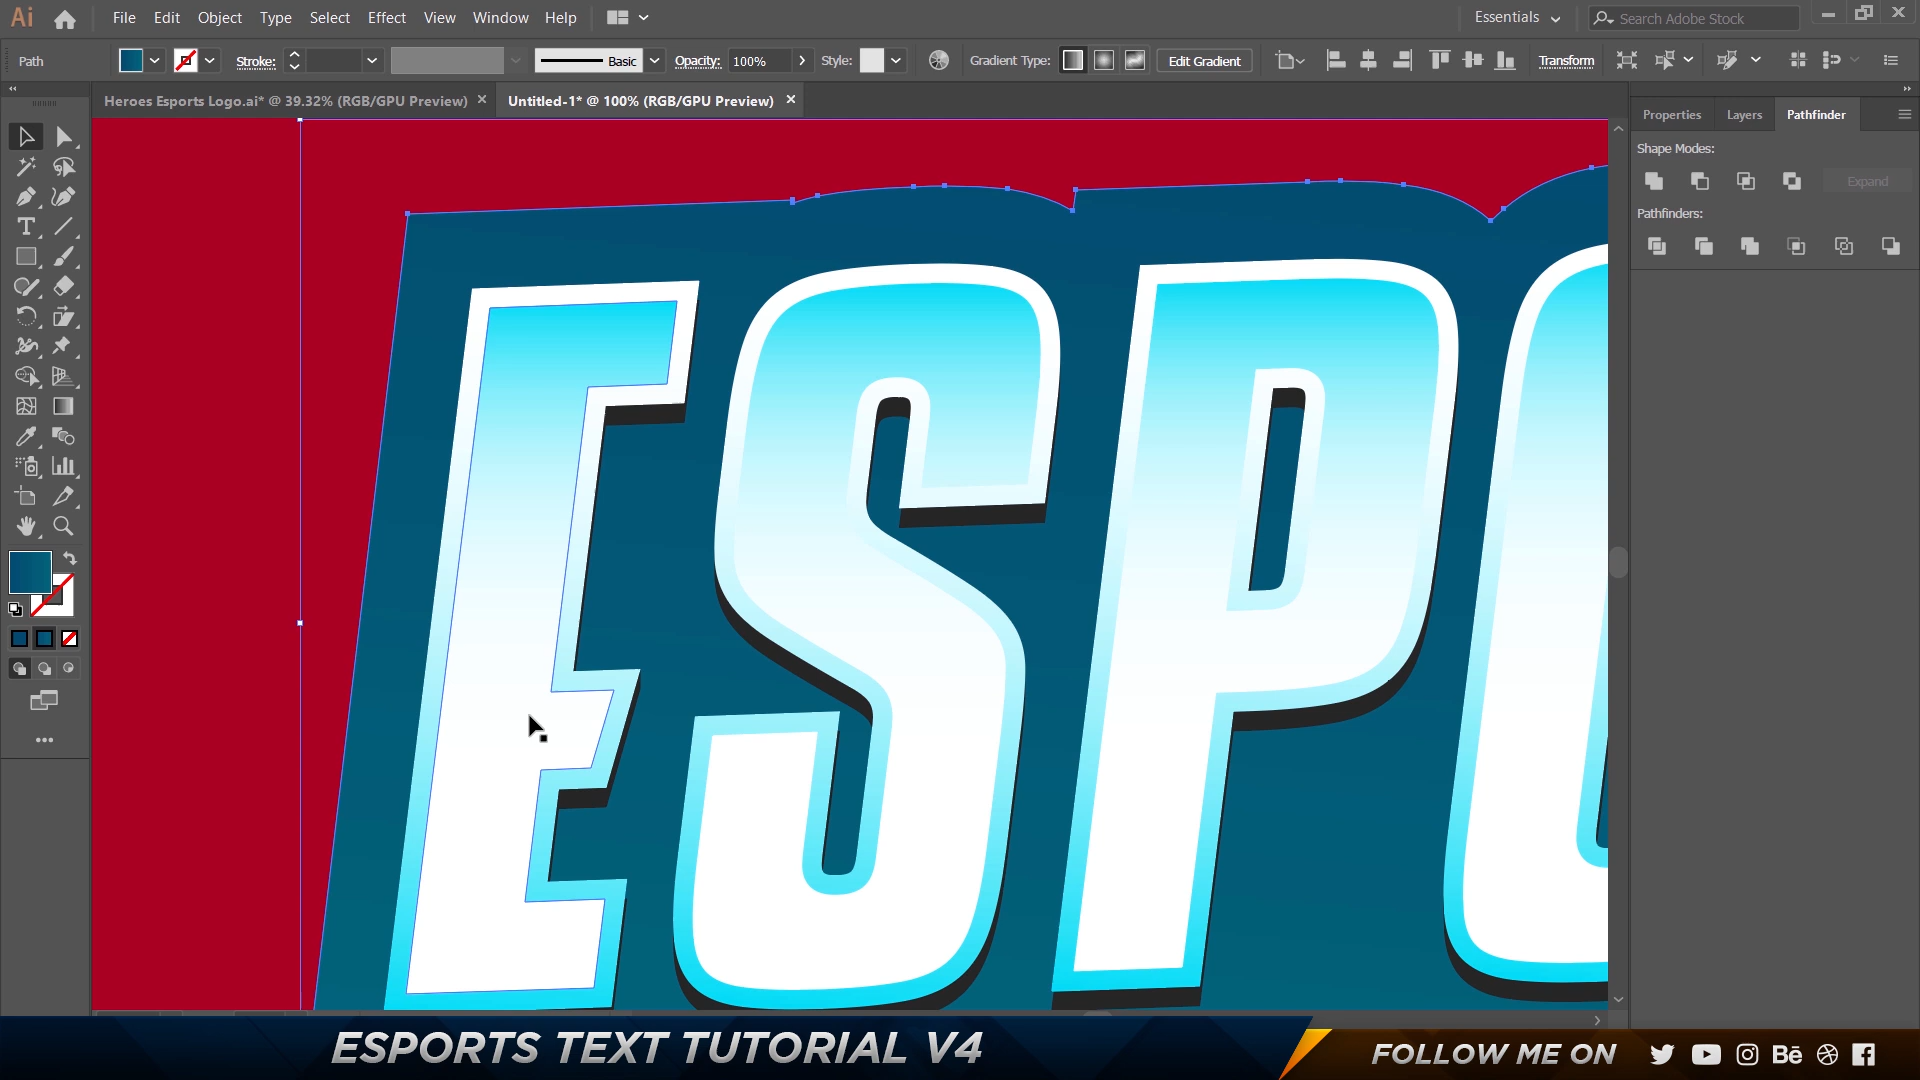 Ai File Edit Object Type Select Effect View Window Help Essentials Search Adobe Stock
Path Stroke: Basic Opacity: 100% Style: Gradient Type: Edit Gradient Transform
Heroes Esports Logo.ai* @ 39.32% (RGB/GPU Preview) × Untitled-1* @ 100% (RGB/GPU Preview) ×
Properties Layers Pathfinder
Shape Modes:
Expand
Pathfinders:
ESPO
ESPORTS TEXT TUTORIAL V4
FOLLOW ME ON Bē